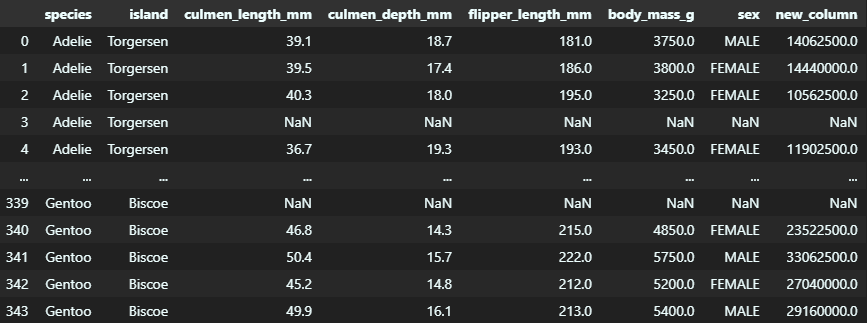 species island culmen_length_mm culmen_depth_mm flipper_length_mm body_mass_g sex new_column
0 Adelie Torgersen 39.1 18.7 181.0 3750.0 MALE 14062500.0
1 Adelie Torgersen 39.5 17.4 186.0 3800.0 FEMALE 14440000.0
2 Adelie Torgersen 40.3 18.0 195.0 3250.0 FEMALE 10562500.0
3 Adelie Torgersen NaN NaN NaN NaN NaN NaN
4 Adelie Torgersen 36.7 19.3 193.0 3450.0 FEMALE 11902500.0
... ... ... ... ... ... ... ... ...
339 Gentoo Biscoe NaN NaN NaN NaN NaN NaN
340 Gentoo Biscoe 46.8 14.3 215.0 4850.0 FEMALE 23522500.0
341 Gentoo Biscoe 50.4 15.7 222.0 5750.0 MALE 33062500.0
342 Gentoo Biscoe 45.2 14.8 212.0 5200.0 FEMALE 27040000.0
343 Gentoo Biscoe 49.9 16.1 213.0 5400.0 MALE 29160000.0